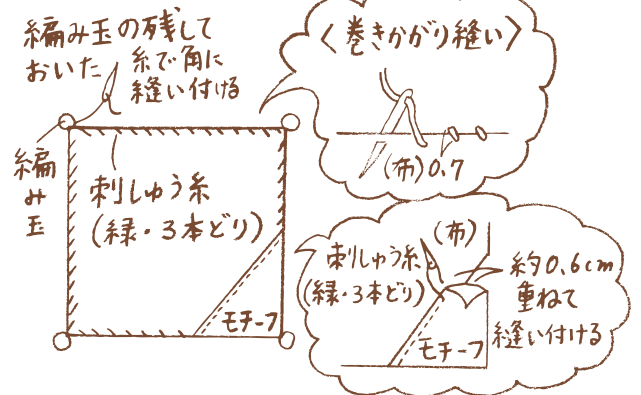 編み玉の残して
おいた糸で角に
縫い付ける
編み玉
刺しゅう糸
(緑・3本どり)
モチーフ
〈巻きかがり縫い〉
(布)0.7
(布)
刺しゅう糸
(緑・3本どり)
約0.6cm
重ねて
縫い付ける
モチーフ